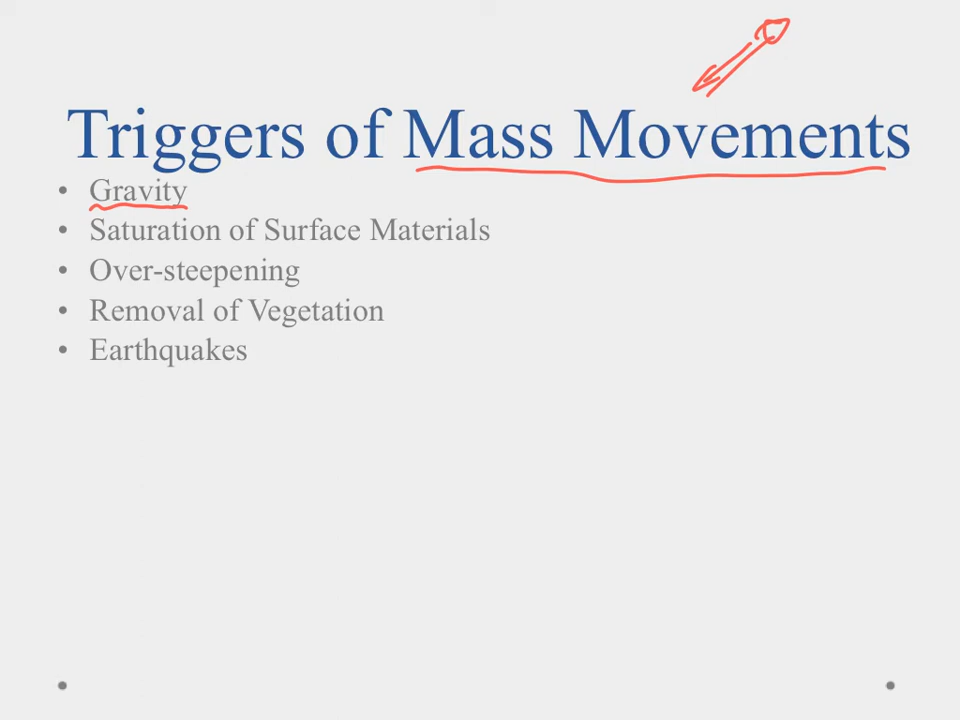 Triggers of Mass Movements
• Gravity
• Saturation of Surface Materials
• Over-steepening
• Removal of Vegetation
• Earthquakes